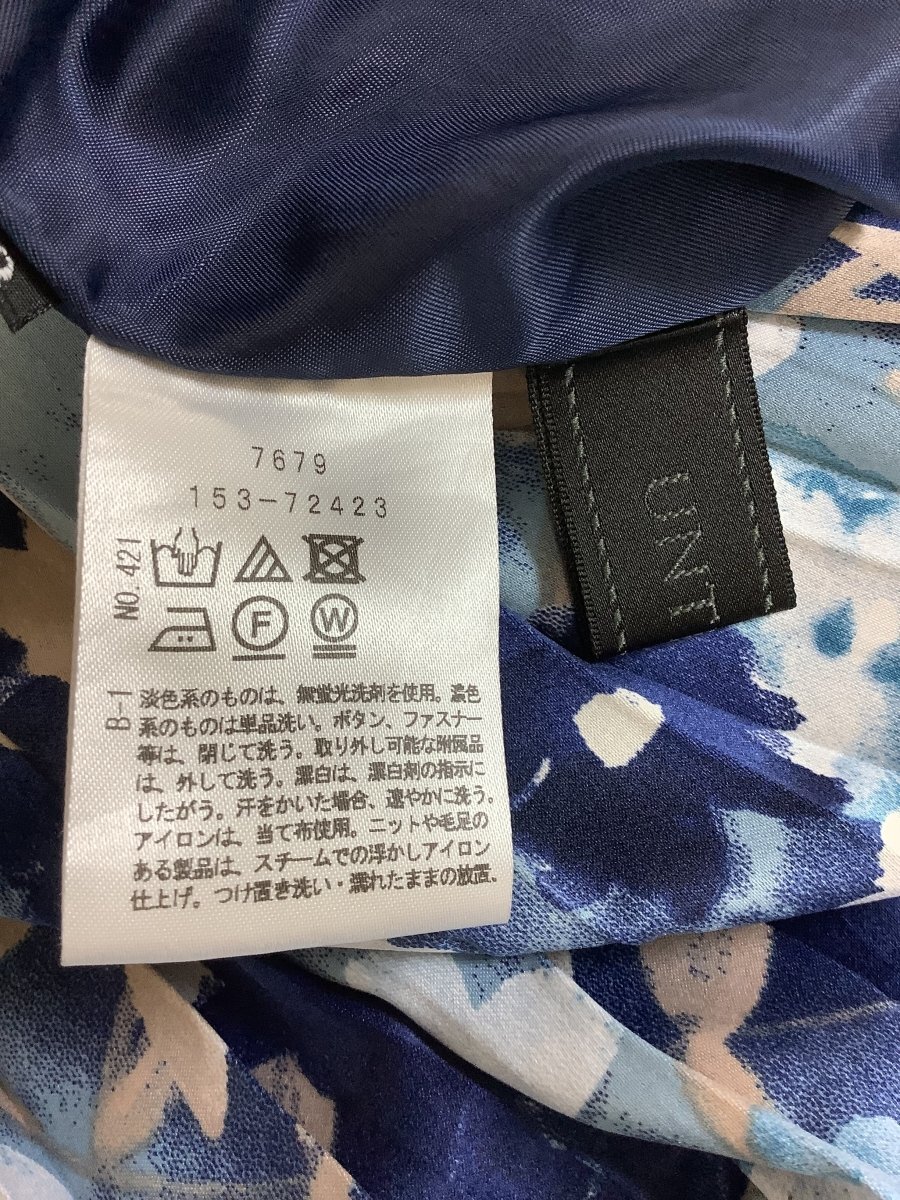 7679
153-72423
NO.421
F
W
B-1
淡色系のものは、無蛍光洗剤を使用。濃色
系のものは単品洗い。ボタン、ファスナー
等は、閉じて洗う。取り外し可能な附属品
は、外して洗う。漂白は、漂白剤の指示に
したがう。汗をかいた場合、速やかに洗う。
アイロンは、当て布使用。ニットや毛足の
ある製品は、スチームでの浮かしアイロン
仕上げ。つけ置き洗い・濡れたままの放置、
UNT